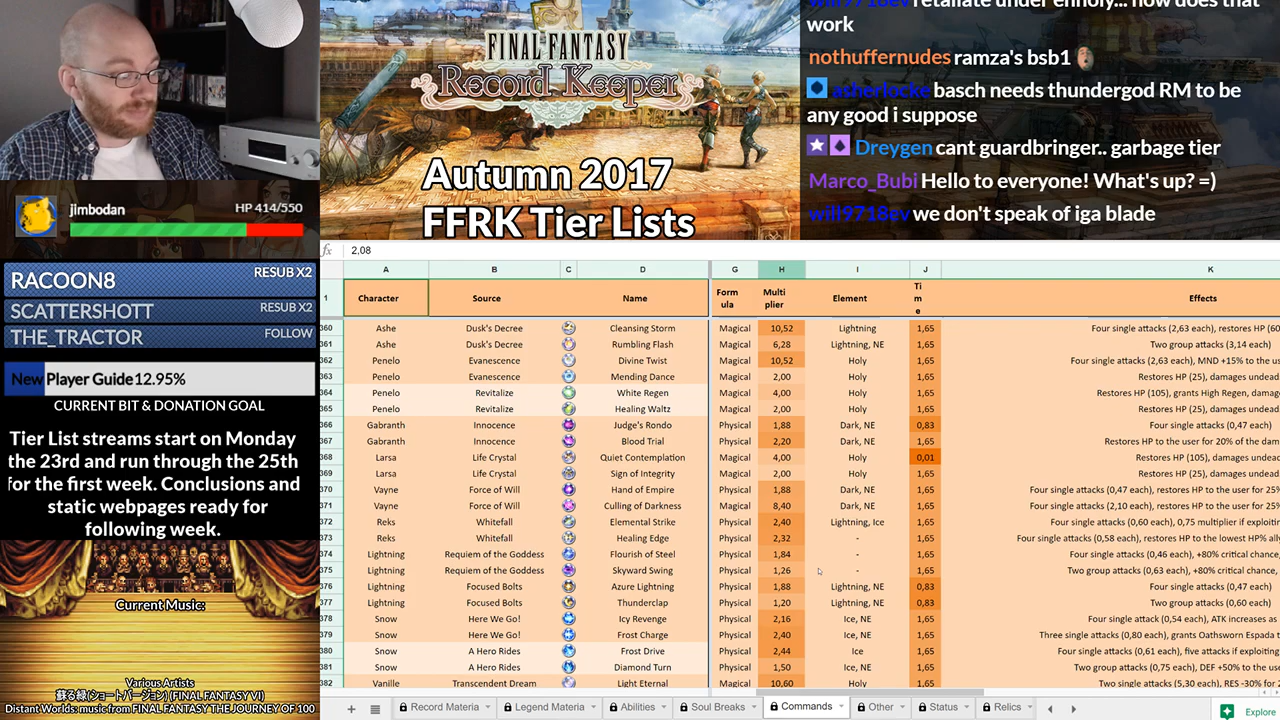 jimbodan
HP 414/550
RACOON8
RESUB X2
SCATTERSHOTT
RESUB X2
THE_TRACTOR
FOLLOW
New Player Guide 12.95%
CURRENT BIT & DONATION GOAL
Tier List streams start on Monday
the 23rd and run through the 25th
for the first week. Conclusions and
static webpages ready for
following week.
Current Music:
Various Artists
蘇る緑(ショートバージョン) (FINAL FANTASY VI)
Distant Worlds: music from FINAL FANTASY THE JOURNEY OF 100
FINAL FANTASY
Record Keeper
Autumn 2017
FFRK Tier Lists
will9718ev retaliate under enholy... how does that
work
nothuffernudes ramza's bsb1
asherlocke basch needs thundergod RM to be
any good i suppose
Dreygen cant guardbringer.. garbage tier
Marco_Bubi Hello to everyone! What's up? =)
will9718ev we don't speak of iga blade
fx 2,08
A B C D G H I J K
1 Character Source Name Form ula Multi plier Element Ti m e Effects
360 Ashe Dusk's Decree Cleansing Storm Magical 10,52 Lightning 1,65 Four single attacks (2,63 each), restores HP (60
361 Ashe Dusk's Decree Rumbling Flash Magical 6,28 Lightning, NE 1,65 Two group attacks (3,14 each)
362 Penelo Evanescence Divine Twist Magical 10,52 Holy 1,65 Four single attacks (2,63 each), MND +15% to the us
363 Penelo Evanescence Mending Dance Magical 2,00 Holy 1,65 Restores HP (25), damages undead
364 Penelo Revitalize White Regen Magical 4,00 Holy 1,65 Restores HP (105), grants High Regen, damag
365 Penelo Revitalize Healing Waltz Magical 2,00 Holy 1,65 Restores HP (25), damages undead
366 Gabranth Innocence Judge's Rondo Physical 1,88 Dark, NE 0,83 Four single attacks (0,47 each)
367 Gabranth Innocence Blood Trial Physical 2,20 Dark, NE 1,65 Restores HP to the user for 20% of the dam
368 Larsa Life Crystal Quiet Contemplation Magical 4,00 Holy 0,01 Restores HP (105), damages undead
369 Larsa Life Crystal Sign of Integrity Magical 2,00 Holy 1,65 Restores HP (25), damages undead
370 Vayne Force of Will Hand of Empire Physical 1,88 Dark, NE 1,65 Four single attacks (0,47 each), restores HP to the user for 25%
371 Vayne Force of Will Culling of Darkness Magical 8,40 Dark, NE 1,65 Four single attacks (2,10 each), restores HP to the user for 25%
372 Reks Whitefall Elemental Strike Physical 2,40 Lightning, Ice 1,65 Four single attacks (0,60 each), 0,75 multiplier if exploitin
373 Reks Whitefall Healing Edge Physical 2,32 - 1,65 Four single attacks (0,58 each), restores HP to the lowest HP% ally
374 Lightning Requiem of the Goddess Flourish of Steel Physical 1,84 - 1,65 Four single attacks (0,46 each), +80% critical chance,
375 Lightning Requiem of the Goddess Skyward Swing Physical 1,26 - 1,65 Two group attacks (0,63 each), +80% critical chance,
376 Lightning Focused Bolts Azure Lightning Physical 1,88 Lightning, NE 0,83 Four single attacks (0,47 each)
377 Lightning Focused Bolts Thunderclap Physical 1,20 Lightning, NE 0,83 Two group attacks (0,60 each)
378 Snow Here We Go! Icy Revenge Physical 2,16 Ice, NE 1,65 Four single attack (0,54 each), ATK increases as
379 Snow Here We Go! Frost Charge Physical 2,40 Ice, NE 1,65 Three single attacks (0,80 each), grants Oathsworn Espada t
380 Snow A Hero Rides Frost Drive Physical 2,44 Ice 1,65 Four single attacks (0,61 each), five attacks if exploiting
381 Snow A Hero Rides Diamond Turn Physical 1,50 Ice, NE 1,65 Two group attacks (0,75 each), DEF +50% to the us
382 Vanille Transcendent Dream Light Eternal Magical 10,60 Holy 1,65 Two single attacks (5,30 each), RES -30% for 2
Record Materia Legend Materia Abilities Soul Breaks Commands Other Status Relics Explore